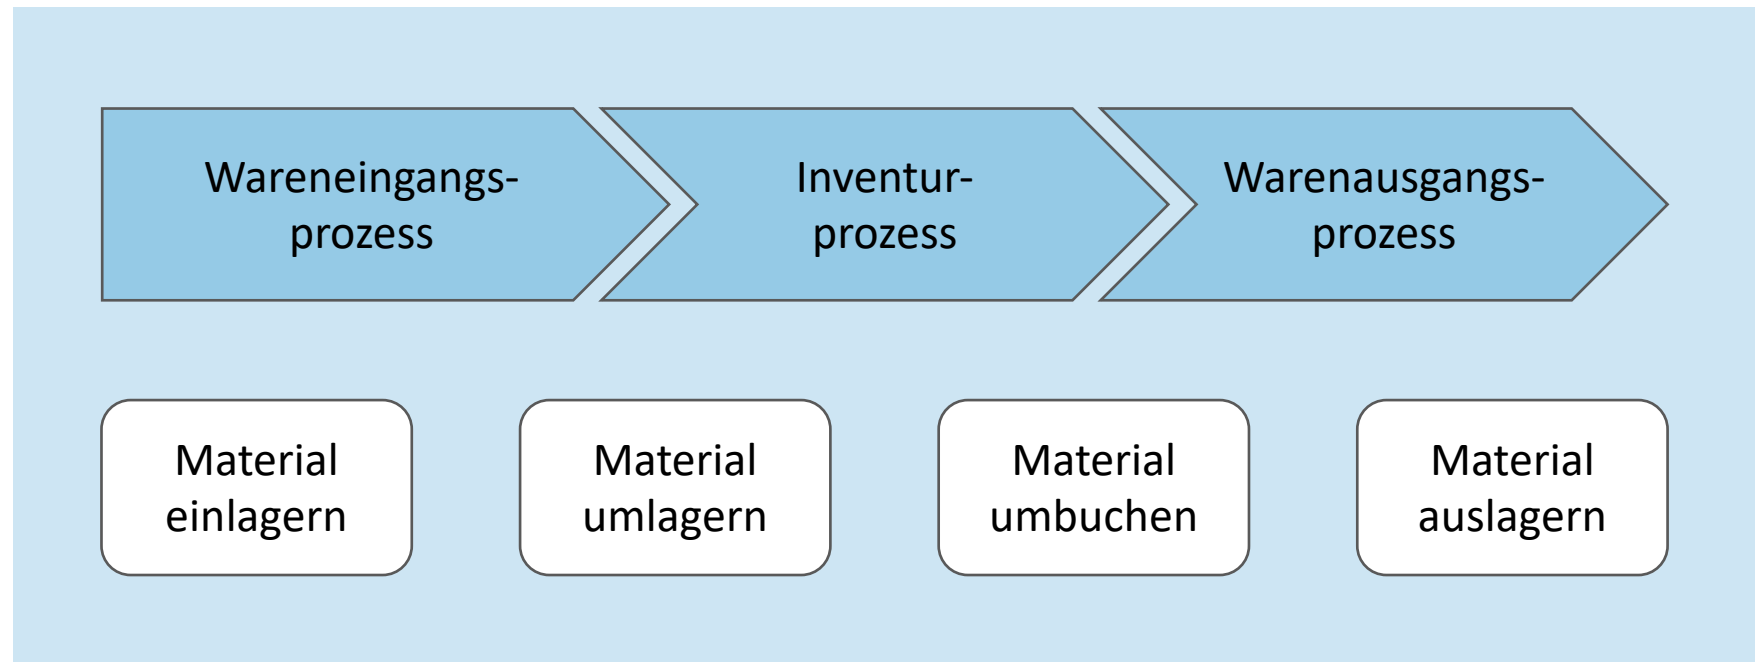 Wareneingangs-
prozess
Inventur-
prozess
Warenausgangs-
prozess
Material
einlagern
Material
umlagern
Material
umbuchen
Material
auslagern